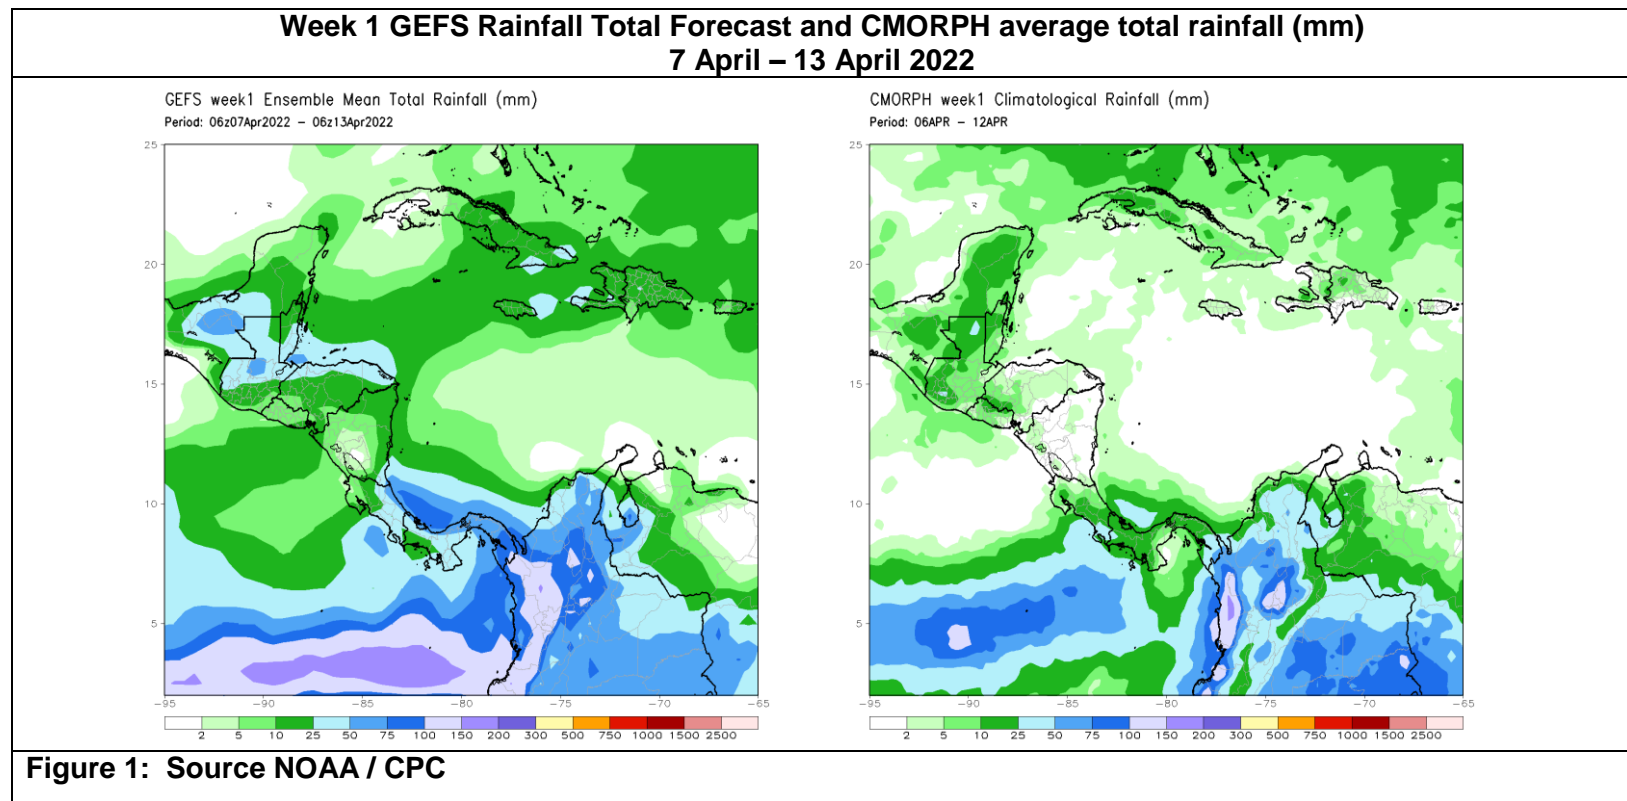 Week 1 GEFS Rainfall Total Forecast and CMORPH average total rainfall (mm)
7 April – 13 April 2022
GEFS week1 Ensemble Mean Total Rainfall (mm)
Period: 06z07Apr2022 – 06z13Apr2022
25
20
15
10
5
−95 −90 −85 −80 −75 −70 −65
2 5 10 25 50 75 100 150 200 300 500 750 1000 1500 2500
CMORPH week1 Climatological Rainfall (mm)
Period: 06APR – 12APR
25
20
15
10
5
−95 −90 −85 −80 −75 −70 −65
2 5 10 25 50 75 100 150 200 300 500 750 1000 1500 2500
Figure 1: Source NOAA / CPC